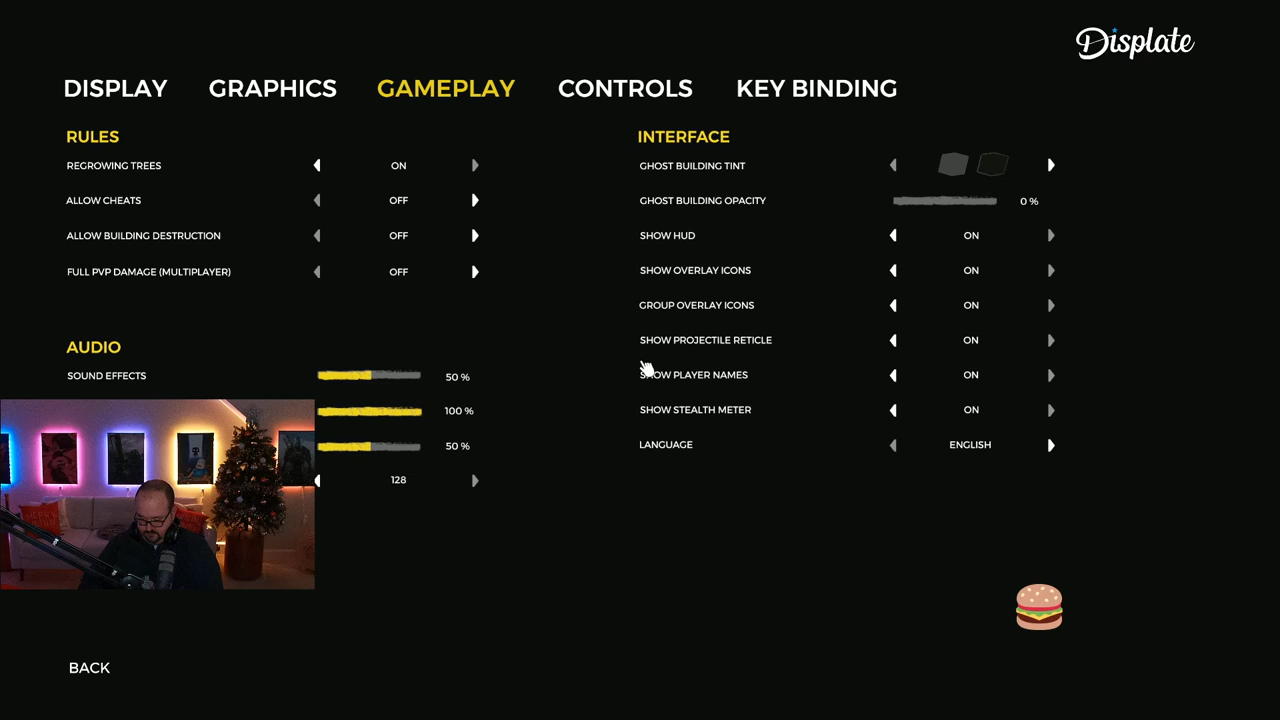 Displate
DISPLAY GRAPHICS GAMEPLAY CONTROLS KEY BINDING
RULES
REGROWING TREES ON
ALLOW CHEATS OFF
ALLOW BUILDING DESTRUCTION OFF
FULL PVP DAMAGE (MULTIPLAYER) OFF
AUDIO
SOUND EFFECTS 50 %
100 %
50 %
128
INTERFACE
GHOST BUILDING TINT
GHOST BUILDING OPACITY 0 %
SHOW HUD ON
SHOW OVERLAY ICONS ON
GROUP OVERLAY ICONS ON
SHOW PROJECTILE RETICLE ON
SHOW PLAYER NAMES ON
SHOW STEALTH METER ON
LANGUAGE ENGLISH
BACK